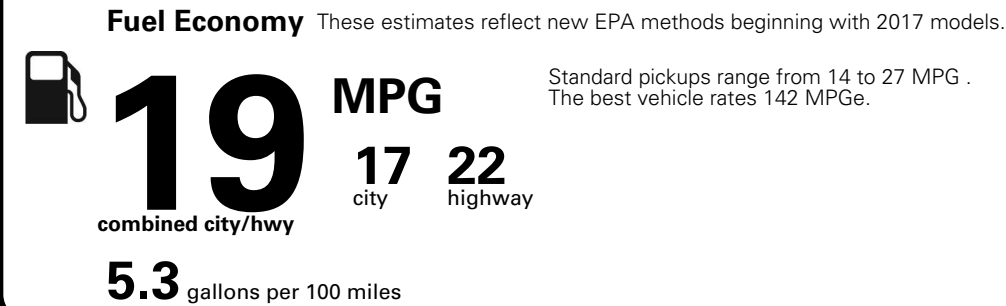 Fuel Economy These estimates reflect new EPA methods beginning with 2017 models.
19 MPG
Standard pickups range from 14 to 27 MPG .
The best vehicle rates 142 MPGe.
17 22
city highway
combined city/hwy
5.3 gallons per 100 miles